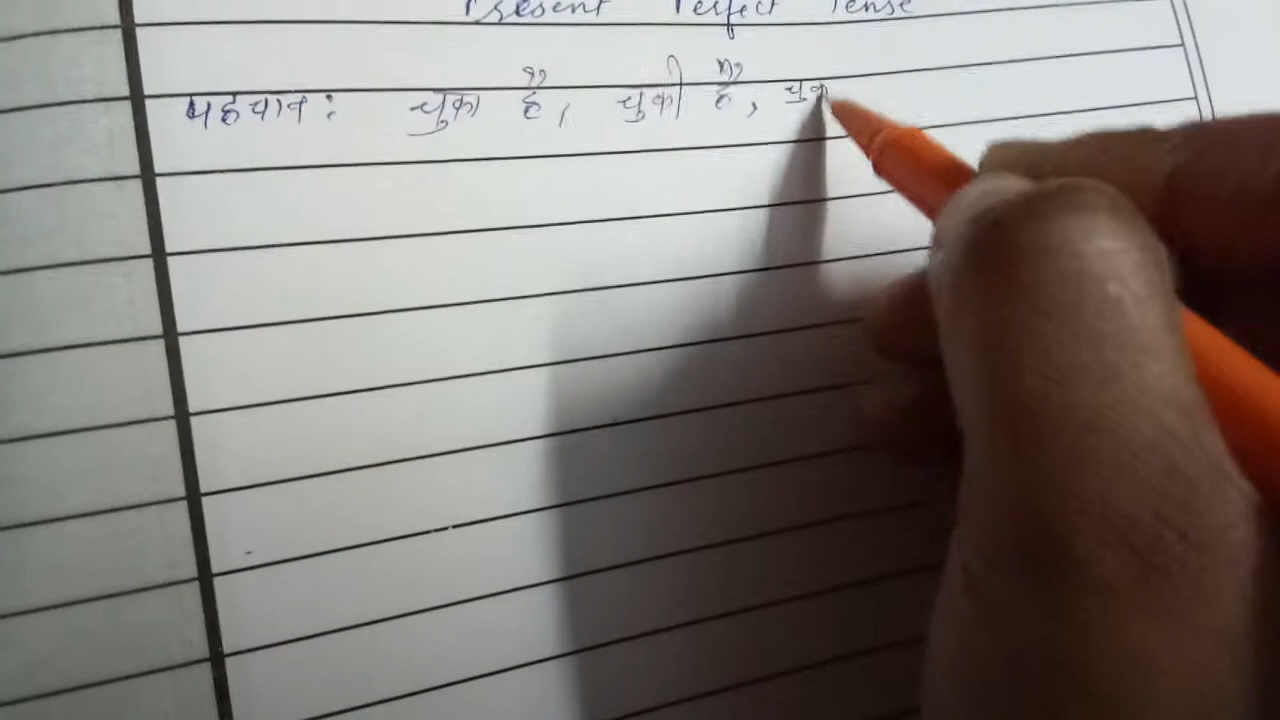 Present Perfect Tense
पहचान : चुका है, चुकी है, चुक